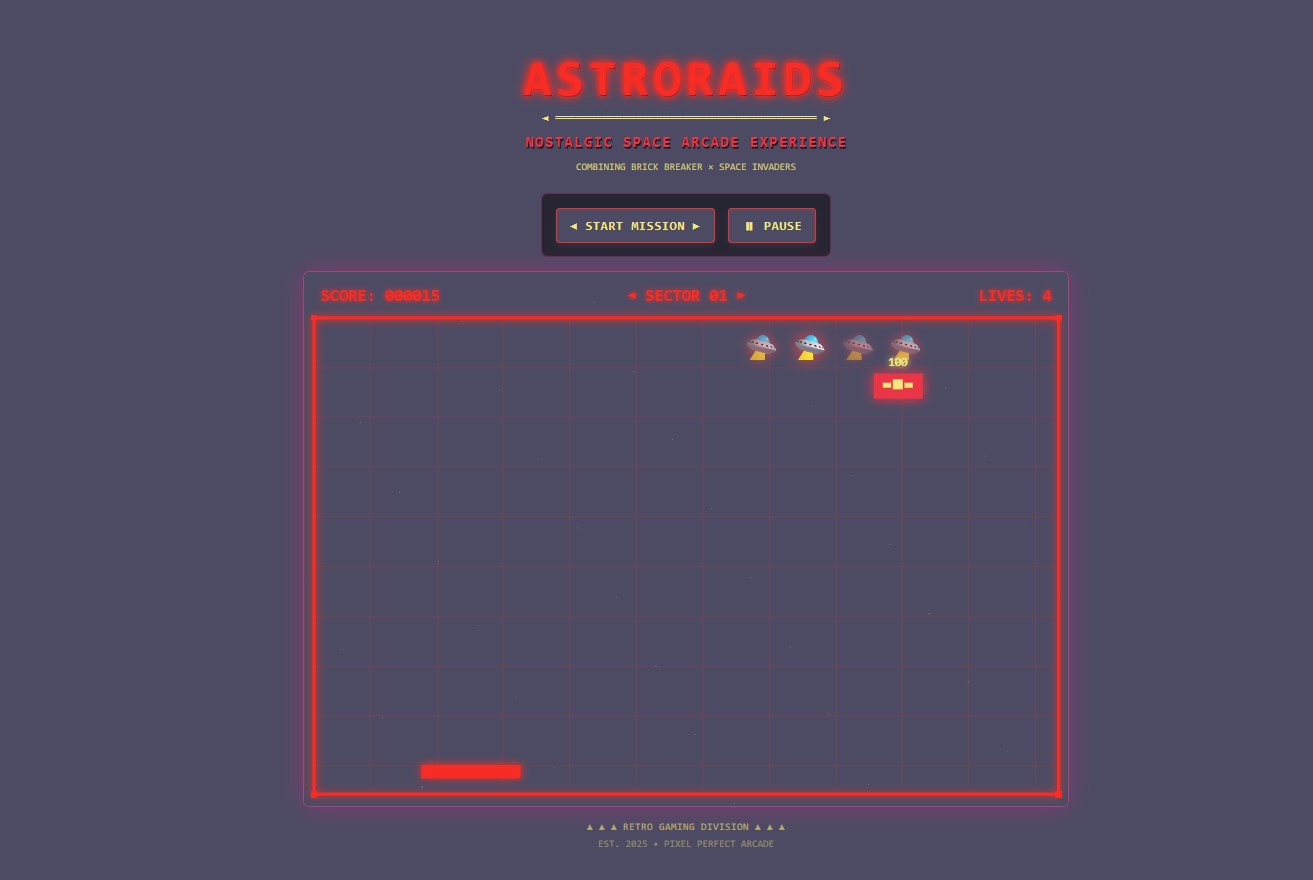 ASTRORAIDS
◄ ═══════════════════════════════════ ►
NOSTALGIC SPACE ARCADE EXPERIENCE
COMBINING BRICK BREAKER × SPACE INVADERS
◄ START MISSION ►
⏸ PAUSE
SCORE: 000015
◄ SECTOR 01 ►
LIVES: 4
100
▲ ▲ ▲ RETRO GAMING DIVISION ▲ ▲ ▲
EST. 2025 • PIXEL PERFECT ARCADE